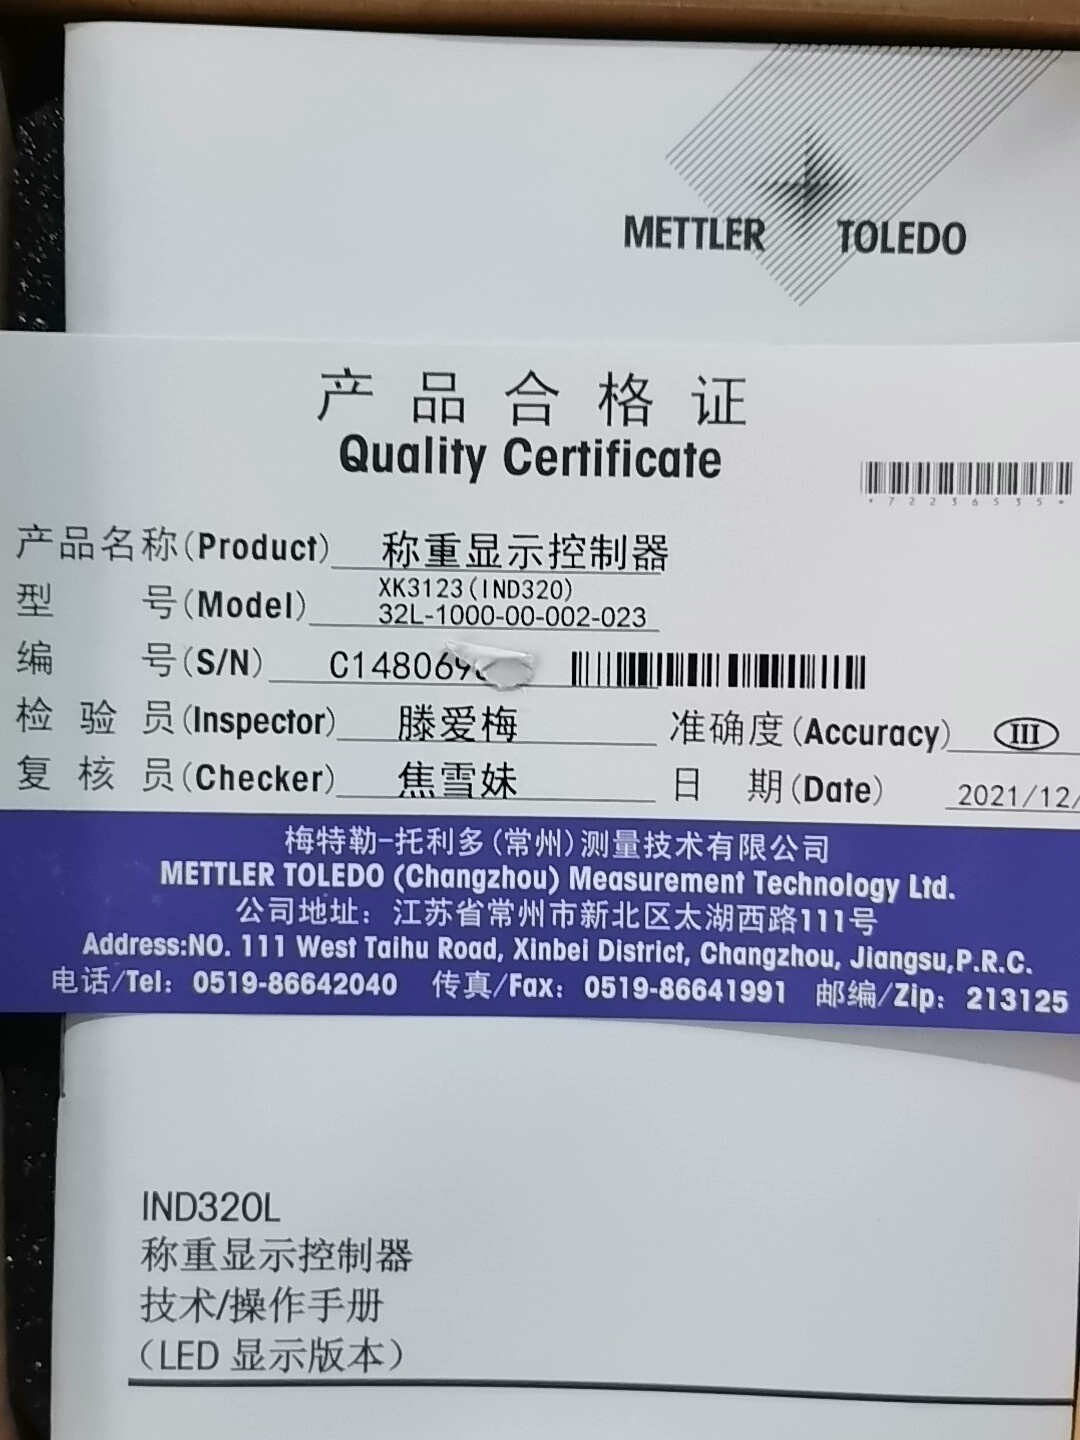 METTLER TOLEDO
产品合格证
Quality Certificate
*72236535*
产品名称(Product) 称重显示控制器
型号(Model) XK3123(IND320)
32L-1000-00-002-023
编号(S/N) C148069
检验员(Inspector) 滕爱梅 准确度(Accuracy) III
复核员(Checker) 焦雪妹 日期(Date) 2021/12/
梅特勒-托利多(常州)测量技术有限公司
METTLER TOLEDO (Changzhou) Measurement Technology Ltd.
公司地址：江苏省常州市新北区太湖西路111号
Address:NO. 111 West Taihu Road, Xinbei District, Changzhou, Jiangsu,P.R.C.
电话/Tel：0519-86642040 传真/Fax：0519-86641991 邮编/Zip：213125
IND320L
称重显示控制器
技术/操作手册
（LED 显示版本）